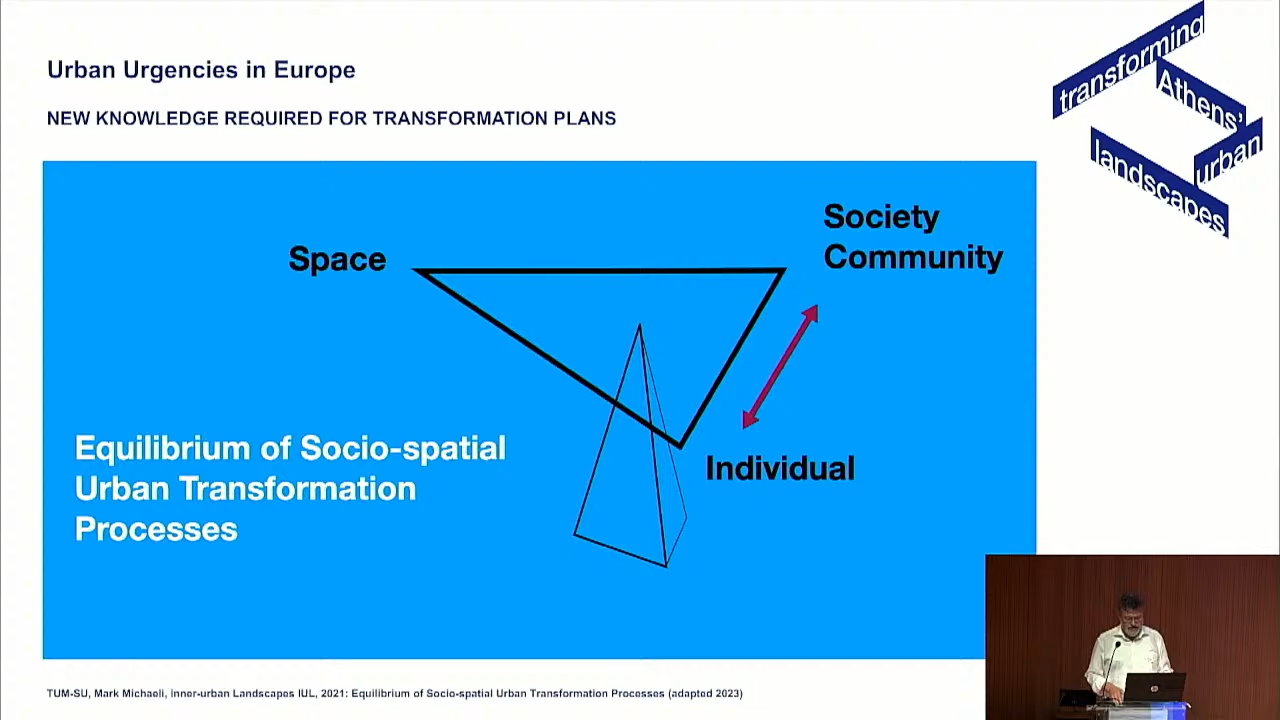 Urban Urgencies in Europe
NEW KNOWLEDGE REQUIRED FOR TRANSFORMATION PLANS
transforming
Athens'
urban
landscapes
Society
Community
Space
Individual
Equilibrium of Socio-spatial
Urban Transformation
Processes
TUM-SU, Mark Michaeli, inner-urban Landscapes IUL, 2021: Equilibrium of Socio-spatial Urban Transformation Processes (adapted 2023)